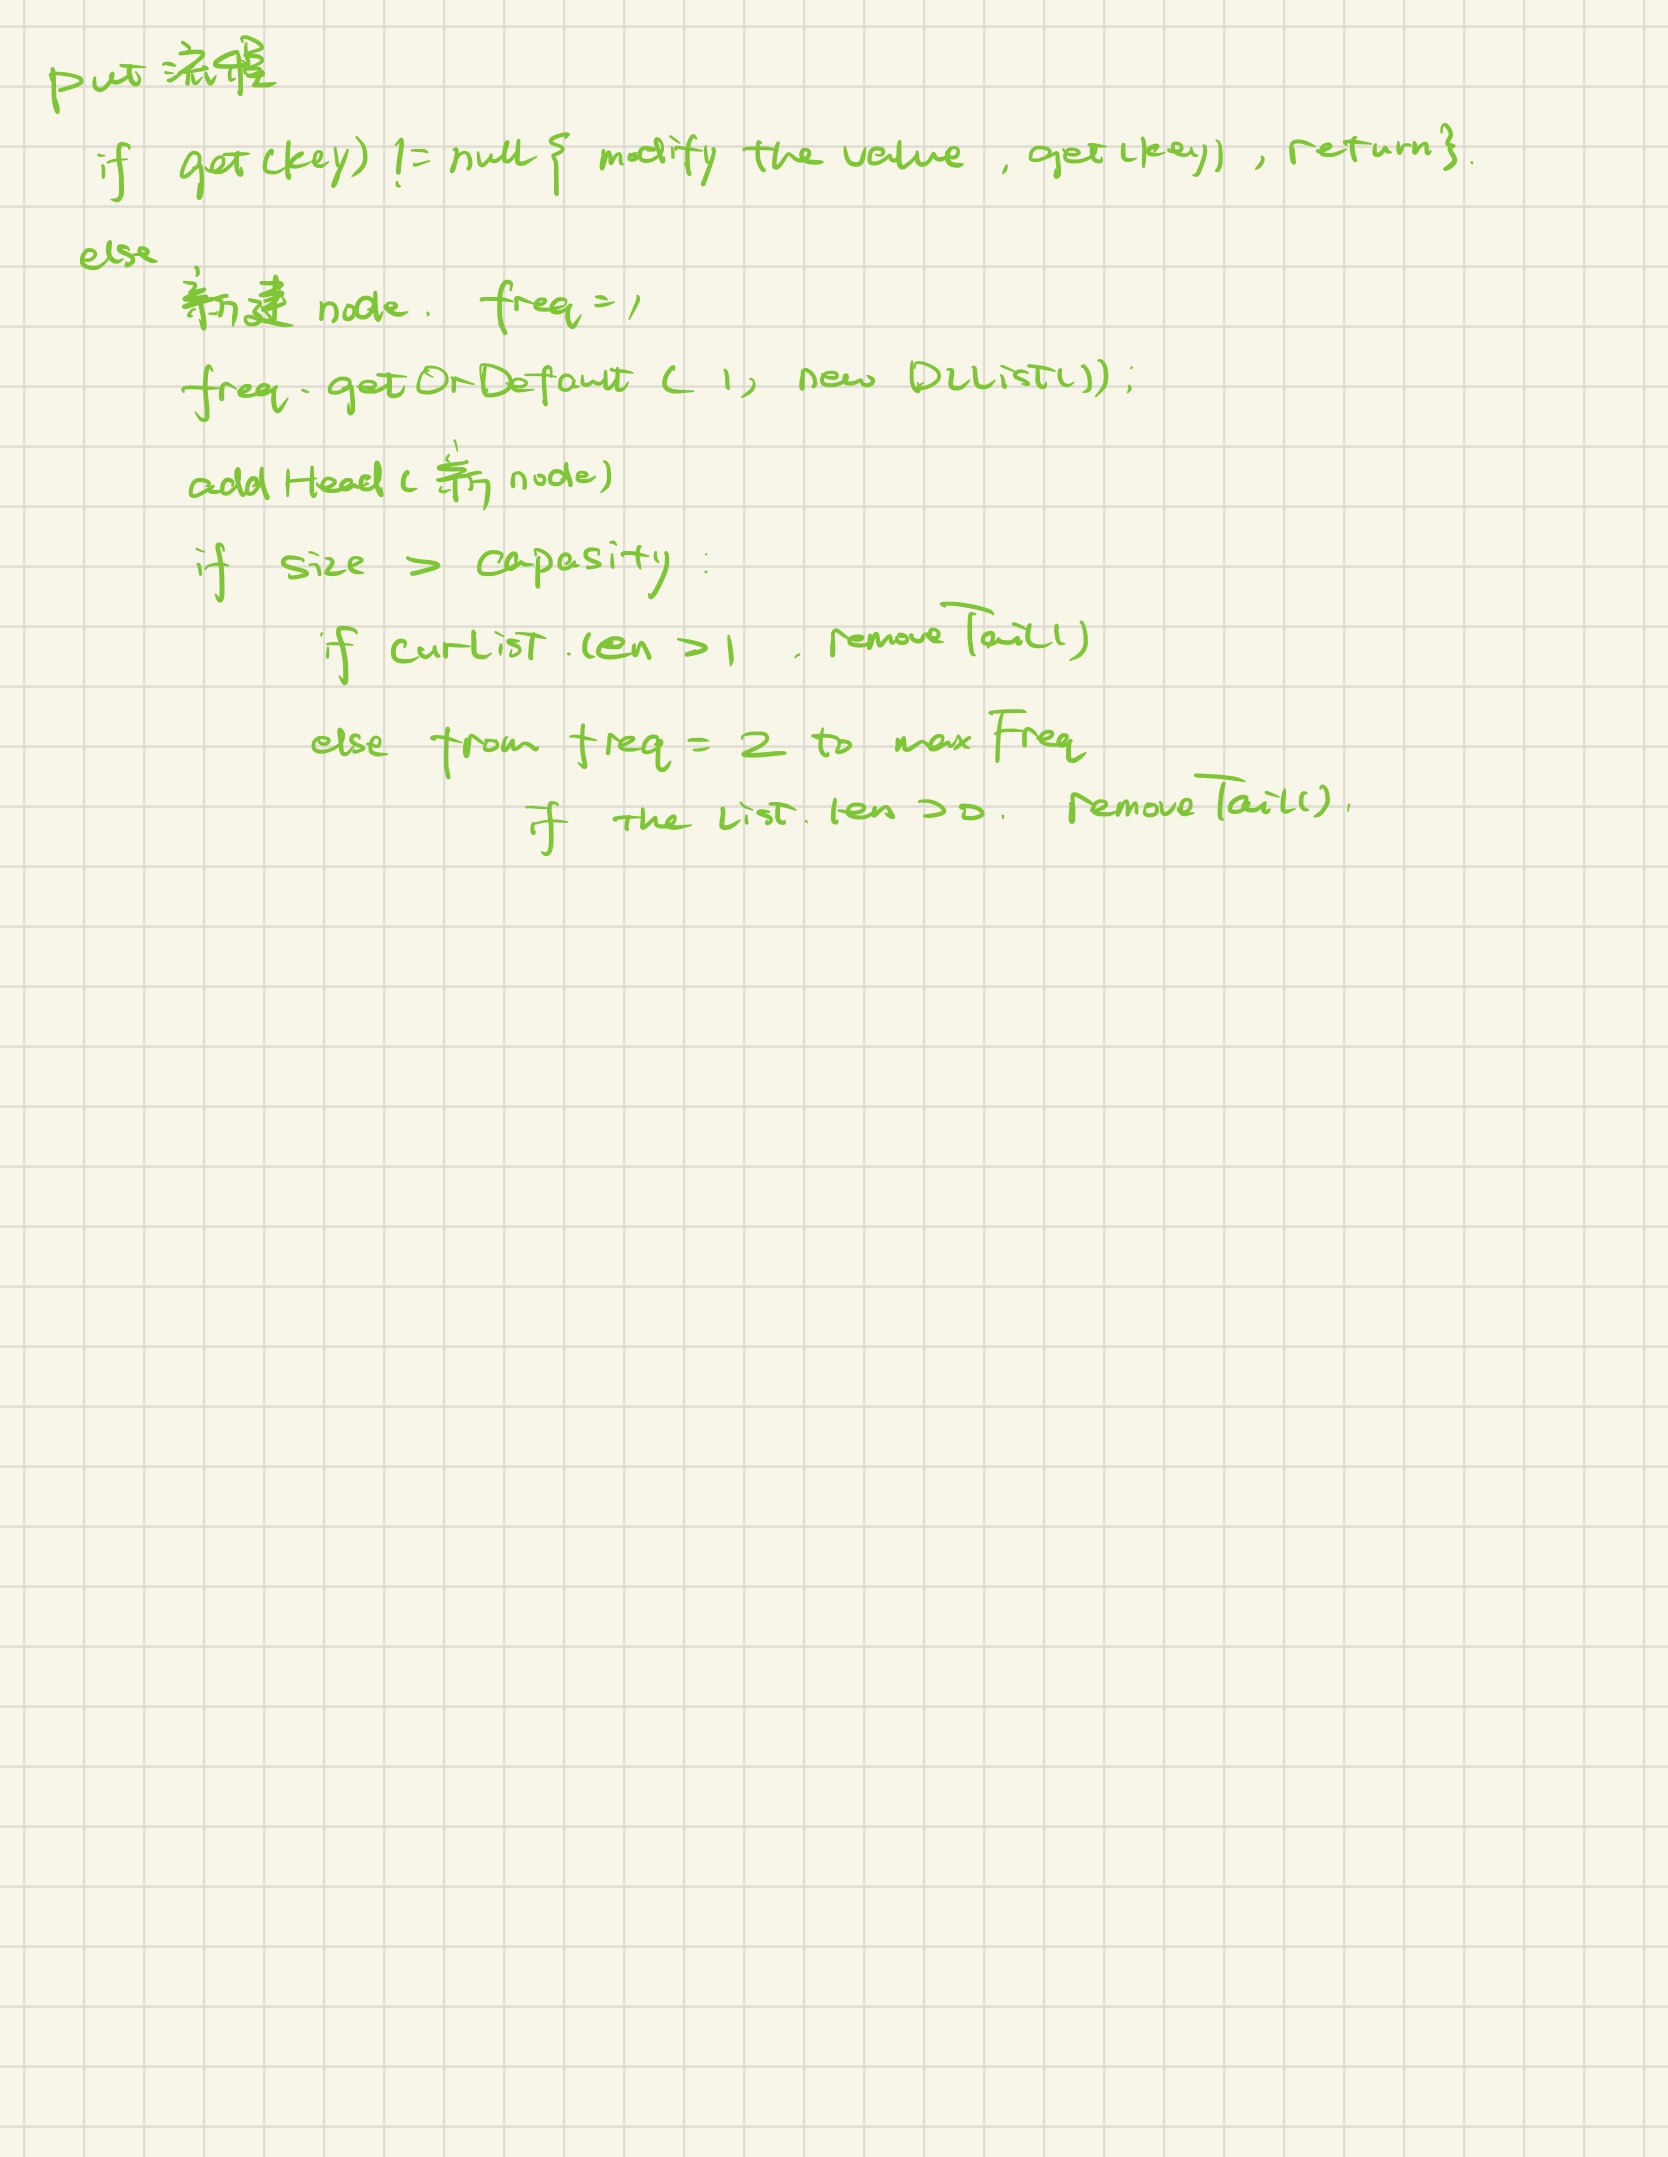 put 流程
if get(key) != null { modify the value , get(key) , return}.
else
新建 node. freq = 1
freq. getOrDefault ( 1, new DLList());
addHead ( 新 node)
if size > capasity :
if curList.len > 1 . removeTail()
else from freq = 2 to maxFreq
if the List. len > 0. removeTail().